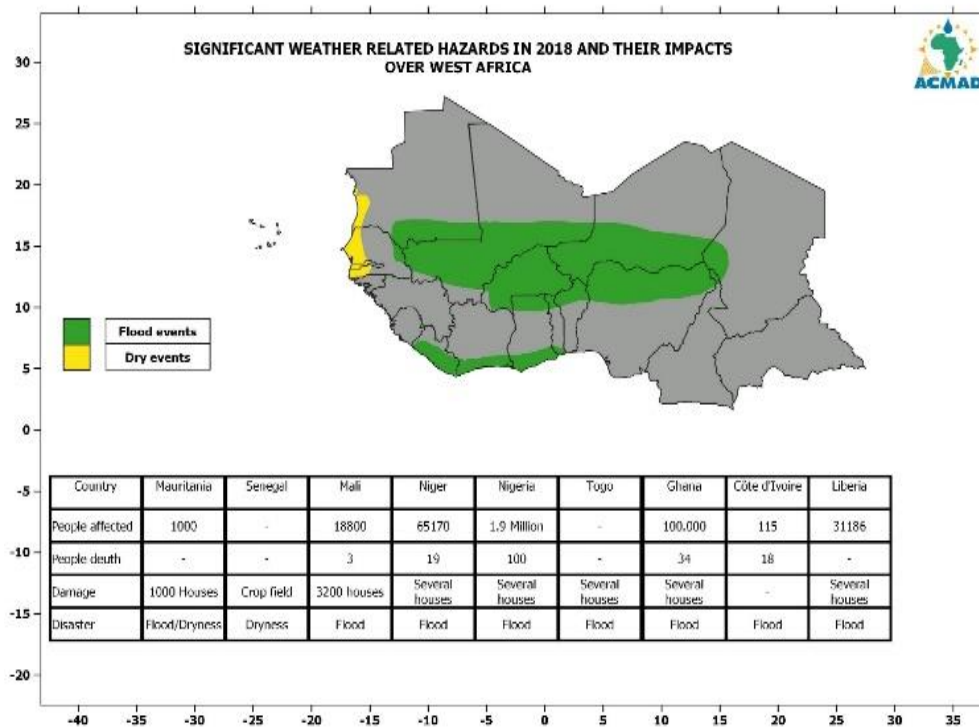 SIGNIFICANT WEATHER RELATED HAZARDS IN 2018 AND THEIR IMPACTS
OVER WEST AFRICA
ACMAD
30
25
20
15
10
5
0
-5
-10
-15
-20
Flood events
Dry events
Country Mauritania Senegal Mali Niger Nigeria Togo Ghana Côte d'Ivoire Liberia
People affected 1000 - 18800 65170 1.9 Million - 100.000 115 31186
People deuth - - 3 19 100 - 34 18 -
Damage 1000 Houses Crop field 3200 houses Several houses Several houses Several houses Several houses - Several houses
Disaster Flood/Dryness Dryness Flood Flood Flood Flood Flood Flood Flood
-40 -35 -30 -25 -20 -15 -10 -5 0 5 10 15 20 25 30 35